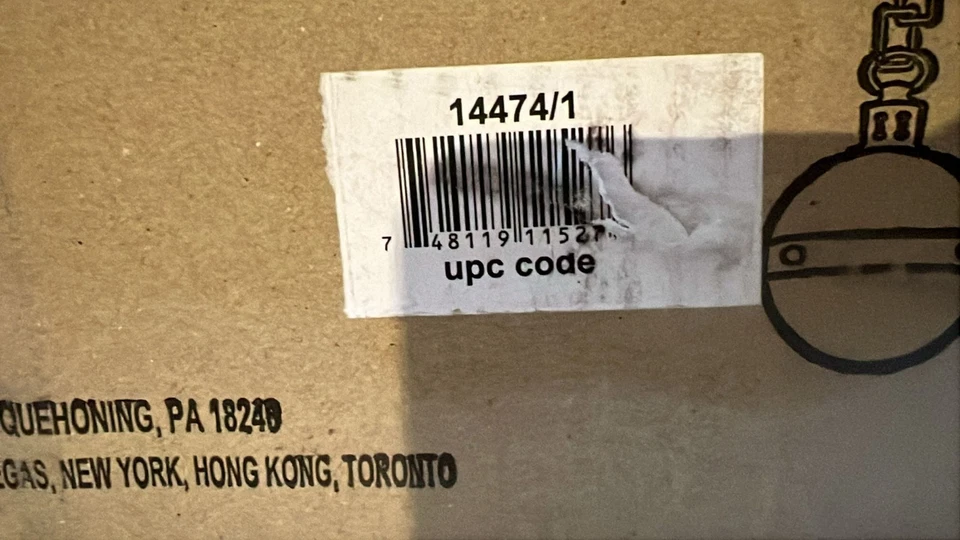 14474/1
7 48119 11527
upc code
QUEHONING, PA 18240
GAS, NEW YORK, HONG KONG, TORONTO